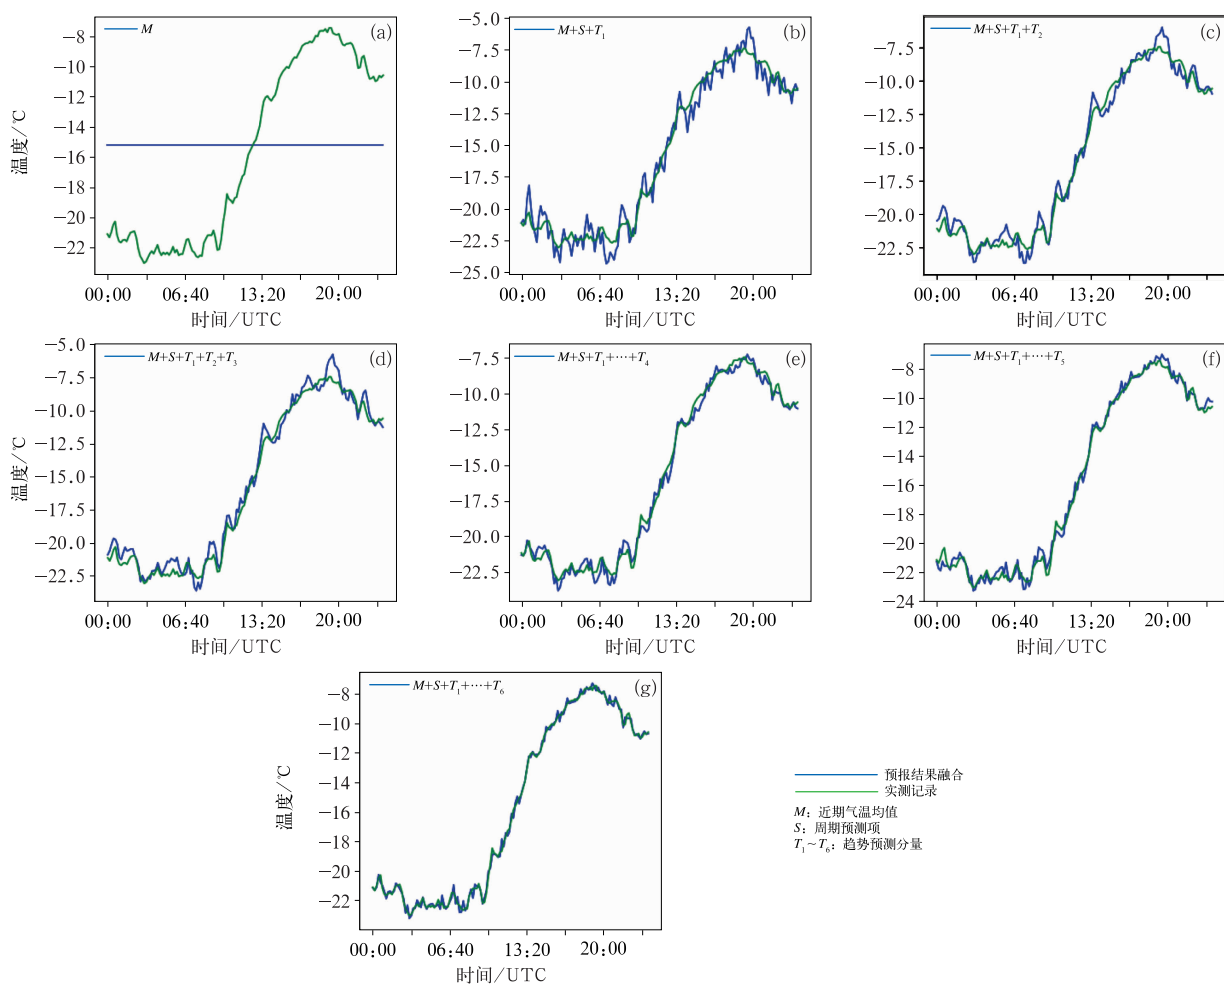 M
(a)
−8
−10
−12
−14
−16
−18
−20
−22
温度/℃
00:00 06:40 13:20 20:00
时间/UTC
M+S+T1
(b)
−5.0
−7.5
−10.0
−12.5
−15.0
−17.5
−20.0
−22.5
−25.0
00:00 06:40 13:20 20:00
时间/UTC
M+S+T1+T2
(c)
−7.5
−10.0
−12.5
−15.0
−17.5
−20.0
−22.5
00:00 06:40 13:20 20:00
时间/UTC
M+S+T1+T2+T3
(d)
−5.0
−7.5
−10.0
−12.5
−15.0
−17.5
−20.0
−22.5
温度/℃
00:00 06:40 13:20 20:00
时间/UTC
M+S+T1+···+T4
(e)
−7.5
−10.0
−12.5
−15.0
−17.5
−20.0
−22.5
00:00 06:40 13:20 20:00
时间/UTC
M+S+T1+···+T5
(f)
−8
−10
−12
−14
−16
−18
−20
−22
−24
00:00 06:40 13:20 20:00
时间/UTC
M+S+T1+···+T6
(g)
−8
−10
−12
−14
−16
−18
−20
−22
温度/℃
00:00 06:40 13:20 20:00
时间/UTC
预报结果融合
实测记录
M：近期气温均值
S：周期预测项
T1~T6：趋势预测分量